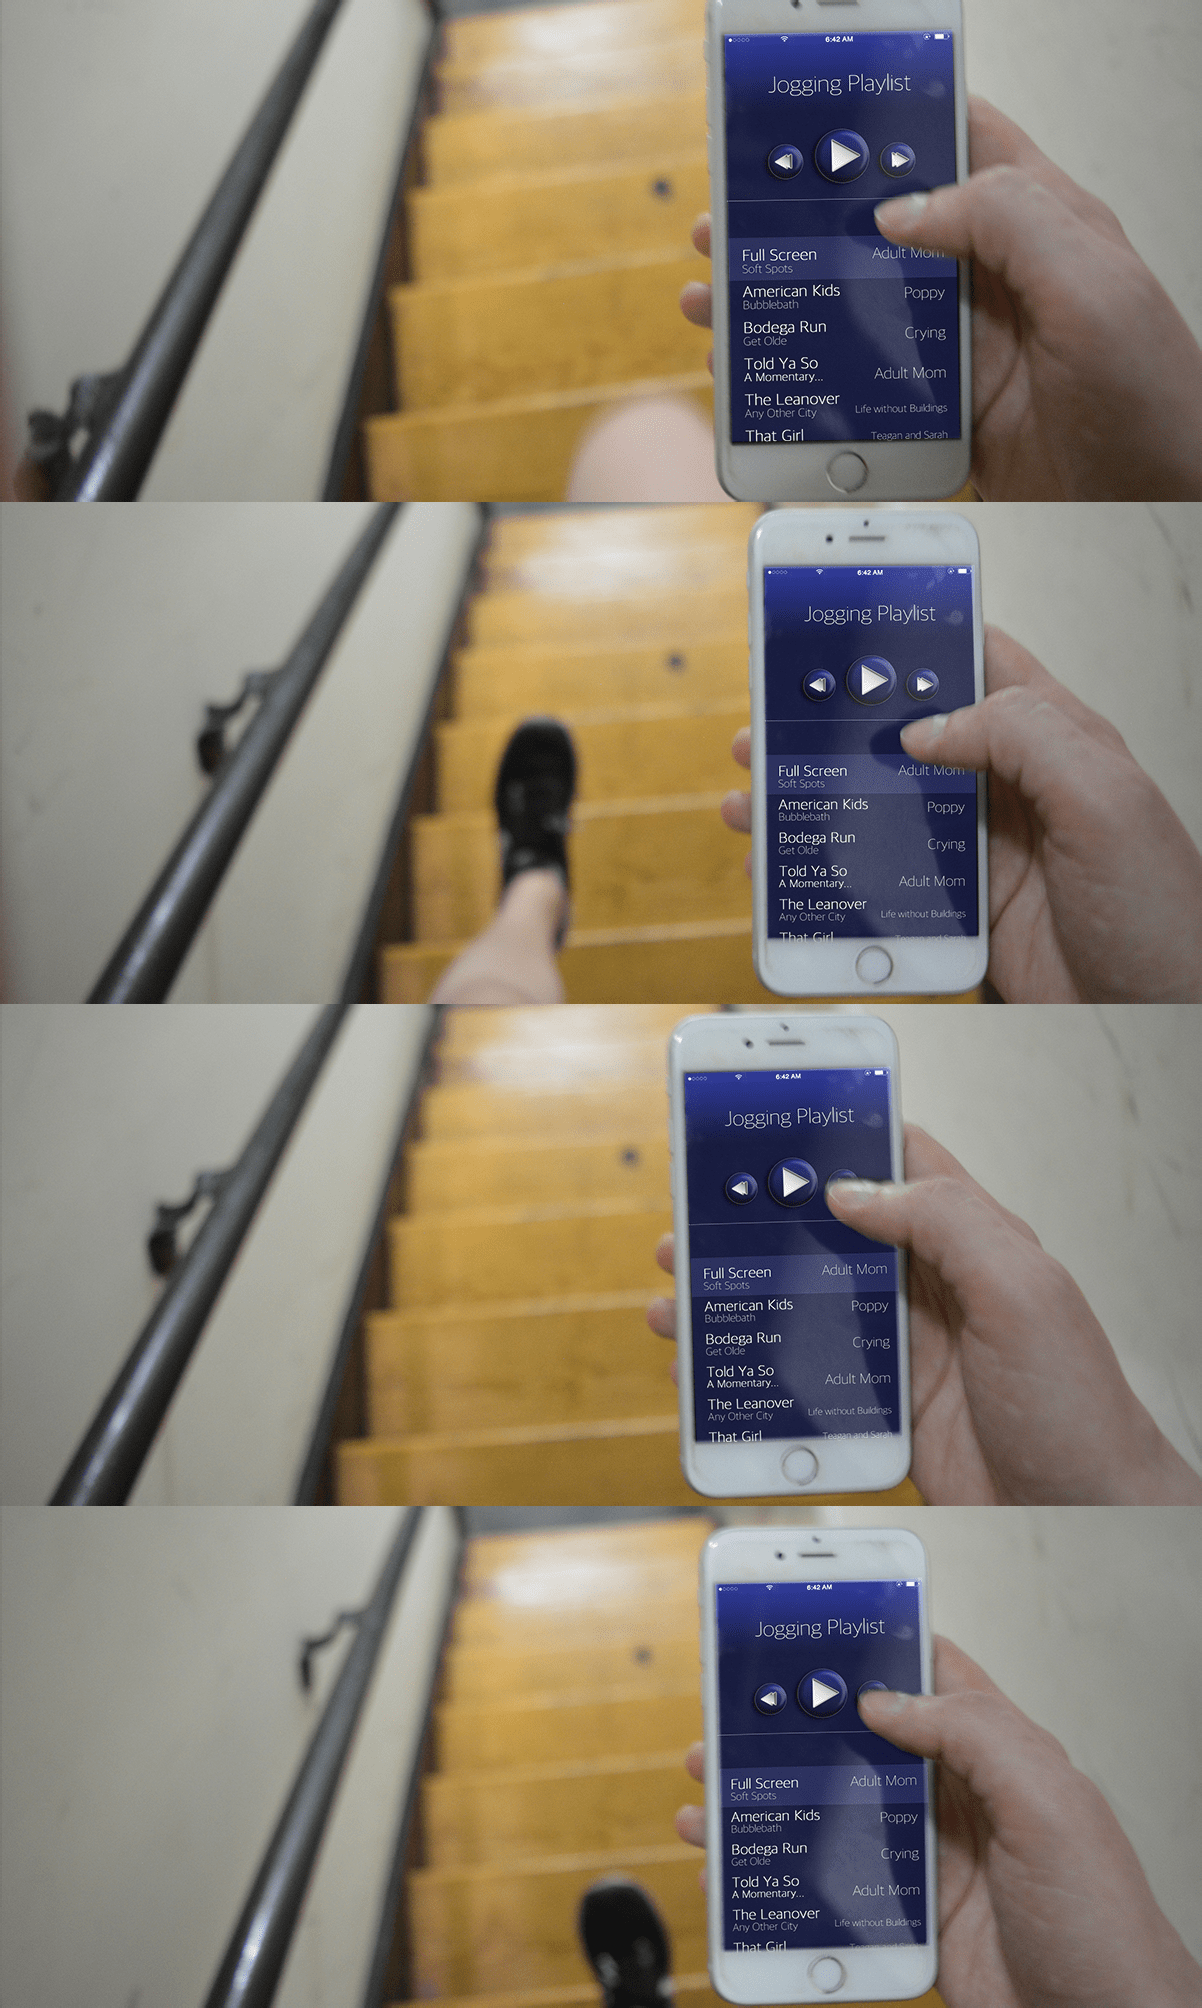 6:42 AM
Jogging Playlist
Full Screen Adult Mom
Soft Spots
American Kids Poppy
Bubblebath
Bodega Run Crying
Get Olde
Told Ya So Adult Mom
A Momentary...
The Leanover Life without Buildings
Any Other City
That Girl Teagan and Sarah
6:42 AM
Jogging Playlist
Full Screen Adult Mom
Soft Spots
American Kids Poppy
Bubblebath
Bodega Run Crying
Get Olde
Told Ya So Adult Mom
A Momentary...
The Leanover Life without Buildings
Any Other City
That Girl Teagan and Sarah
6:42 AM
Jogging Playlist
Full Screen Adult Mom
Soft Spots
American Kids Poppy
Bubblebath
Bodega Run Crying
Get Olde
Told Ya So Adult Mom
A Momentary...
The Leanover Life without Buildings
Any Other City
That Girl Teagan and Sarah
6:42 AM
Jogging Playlist
Full Screen Adult Mom
Soft Spots
American Kids Poppy
Bubblebath
Bodega Run Crying
Get Olde
Told Ya So Adult Mom
A Momentary...
The Leanover Life without Buildings
Any Other City
That Girl